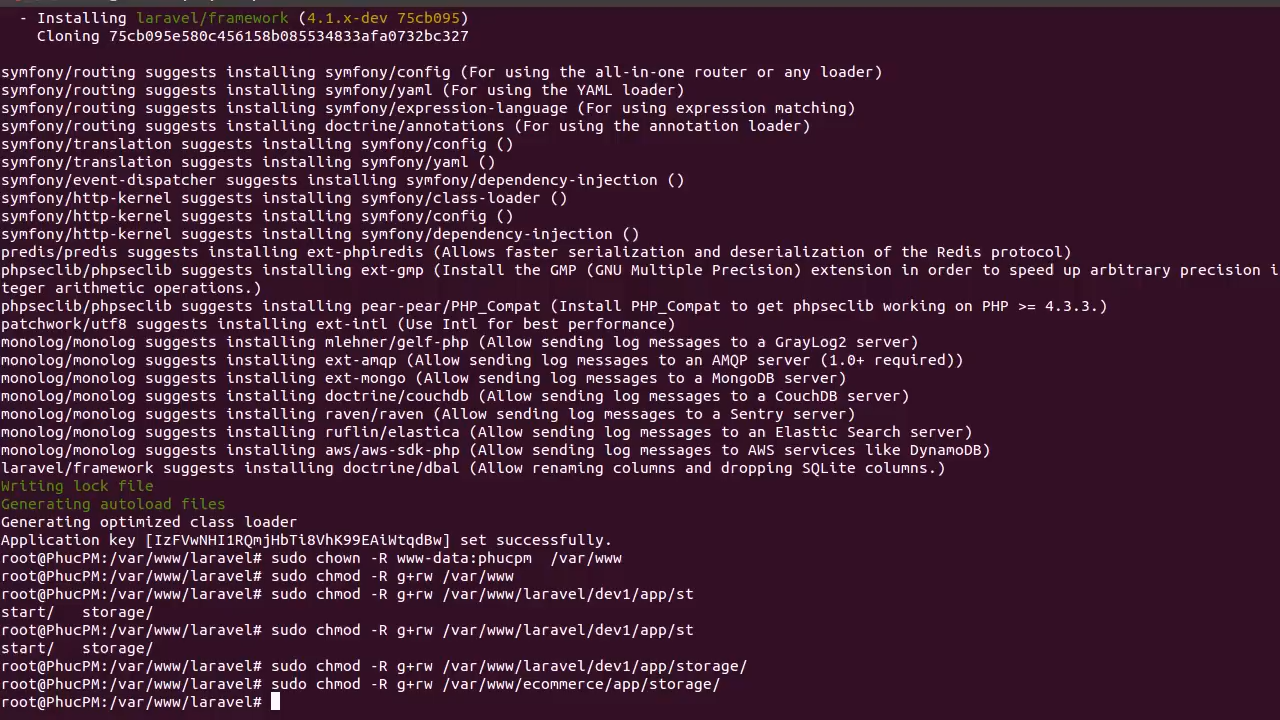 - Installing laravel/framework (4.1.x-dev 75cb095)
Cloning 75cb095e580c456158b085534833afa0732bc327
symfony/routing suggests installing symfony/config (For using the all-in-one router or any loader)
symfony/routing suggests installing symfony/yaml (For using the YAML loader)
symfony/routing suggests installing symfony/expression-language (For using expression matching)
symfony/routing suggests installing doctrine/annotations (For using the annotation loader)
symfony/translation suggests installing symfony/config ()
symfony/translation suggests installing symfony/yaml ()
symfony/event-dispatcher suggests installing symfony/dependency-injection ()
symfony/http-kernel suggests installing symfony/class-loader ()
symfony/http-kernel suggests installing symfony/config ()
symfony/http-kernel suggests installing symfony/dependency-injection ()
predis/predis suggests installing ext-phpiredis (Allows faster serialization and deserialization of the Redis protocol)
phpseclib/phpseclib suggests installing ext-gmp (Install the GMP (GNU Multiple Precision) extension in order to speed up arbitrary precision i
teger arithmetic operations.)
phpseclib/phpseclib suggests installing pear-pear/PHP_Compat (Install PHP_Compat to get phpseclib working on PHP >= 4.3.3.)
patchwork/utf8 suggests installing ext-intl (Use Intl for best performance)
monolog/monolog suggests installing mlehner/gelf-php (Allow sending log messages to a GrayLog2 server)
monolog/monolog suggests installing ext-amqp (Allow sending log messages to an AMQP server (1.0+ required))
monolog/monolog suggests installing ext-mongo (Allow sending log messages to a MongoDB server)
monolog/monolog suggests installing doctrine/couchdb (Allow sending log messages to a CouchDB server)
monolog/monolog suggests installing raven/raven (Allow sending log messages to a Sentry server)
monolog/monolog suggests installing ruflin/elastica (Allow sending log messages to an Elastic Search server)
monolog/monolog suggests installing aws/aws-sdk-php (Allow sending log messages to AWS services like DynamoDB)
laravel/framework suggests installing doctrine/dbal (Allow renaming columns and dropping SQLite columns.)
Writing lock file
Generating autoload files
Generating optimized class loader
Application key [IzFVwNHI1RQmjHbTi8VhK99EAiWtqdBw] set successfully.
root@PhucPM:/var/www/laravel# sudo chown -R www-data:phucpm  /var/www
root@PhucPM:/var/www/laravel# sudo chmod -R g+rw /var/www
root@PhucPM:/var/www/laravel# sudo chmod -R g+rw /var/www/laravel/dev1/app/st
start/   storage/
root@PhucPM:/var/www/laravel# sudo chmod -R g+rw /var/www/laravel/dev1/app/st
start/   storage/
root@PhucPM:/var/www/laravel# sudo chmod -R g+rw /var/www/laravel/dev1/app/storage/
root@PhucPM:/var/www/laravel# sudo chmod -R g+rw /var/www/ecommerce/app/storage/
root@PhucPM:/var/www/laravel#